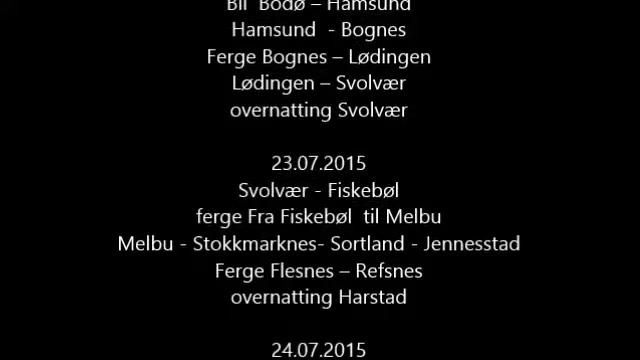 Bil Bodø – Hamsund
Hamsund - Bognes
Ferge Bognes – Lødingen
Lødingen – Svolvær
overnatting Svolvær
23.07.2015
Svolvær - Fiskebøl
ferge Fra Fiskebøl til Melbu
Melbu - Stokkmarknes- Sortland - Jennesstad
Ferge Flesnes – Refsnes
overnatting Harstad
24.07.2015